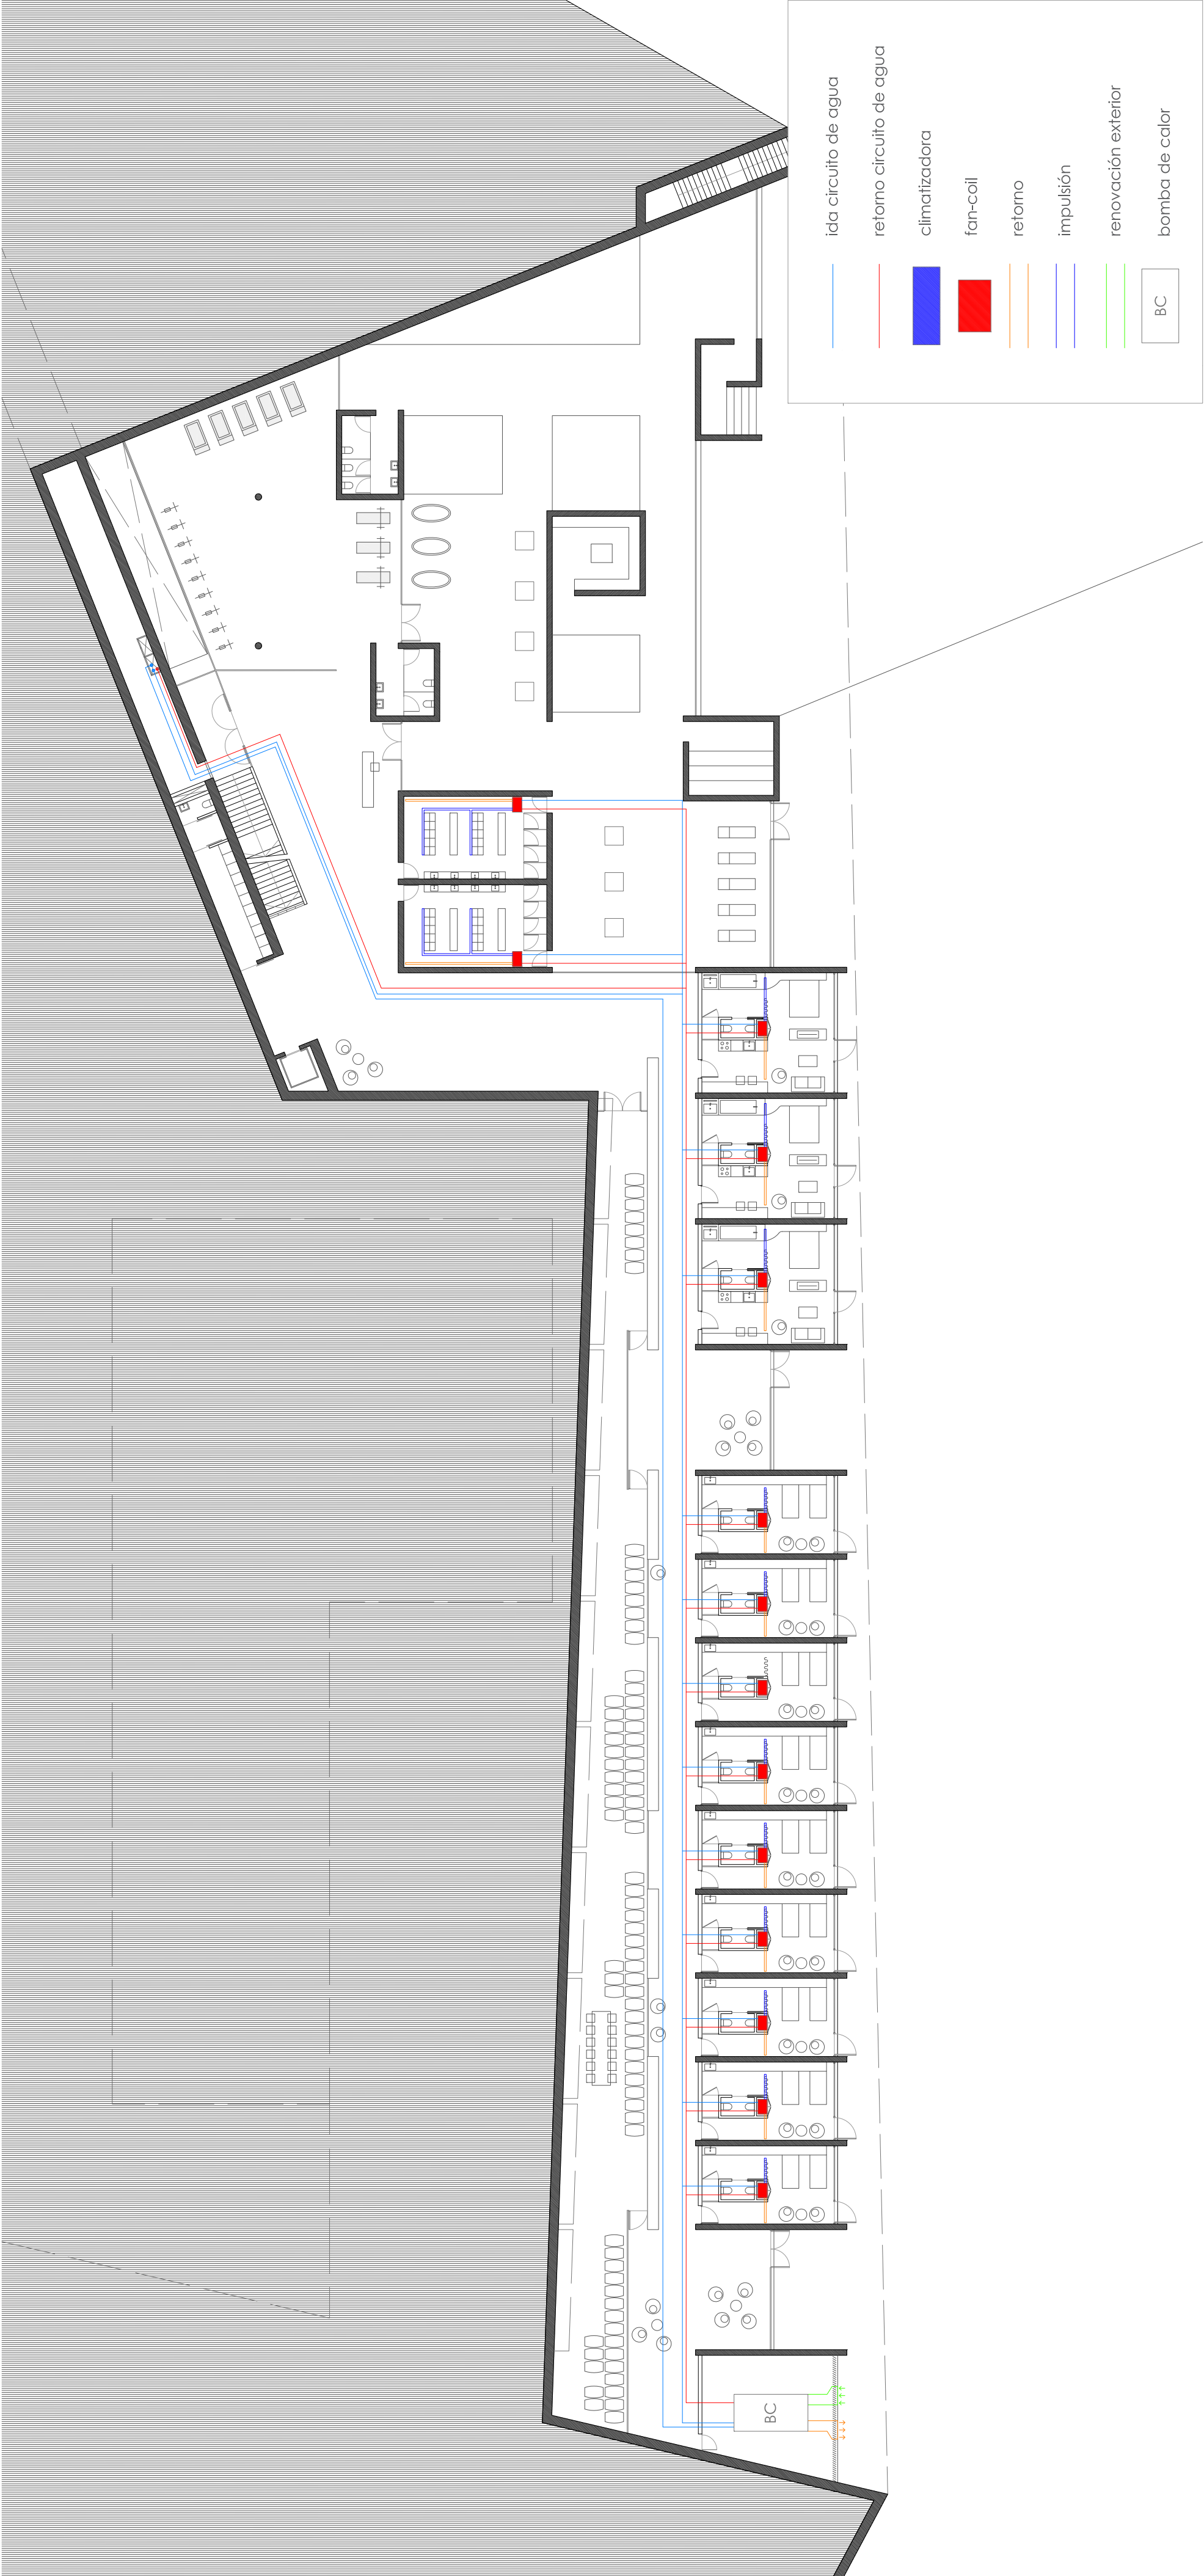 ida circuito de agua
retorno circuito de agua
climatizadora
fan-coil
retorno
impulsión
renovación exterior
bomba de calor
BC
BC